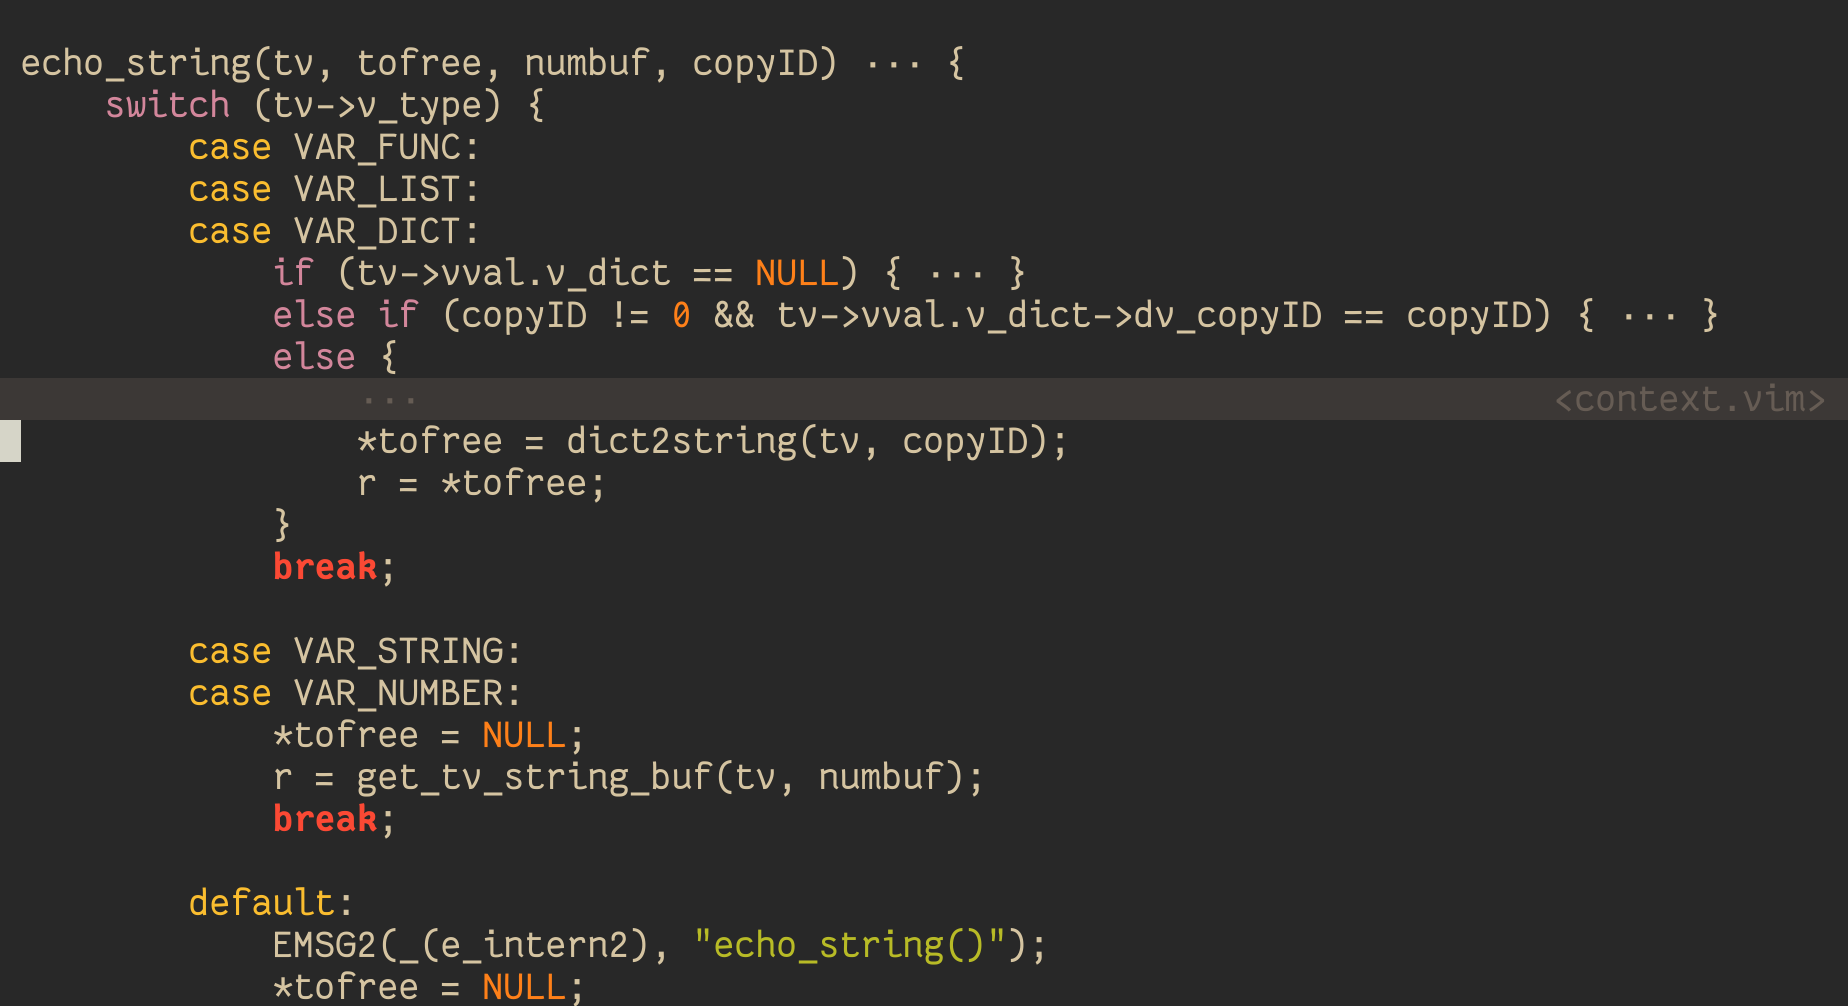 echo_string(tv, tofree, numbuf, copyID) ··· {
    switch (tv->v_type) {
        case VAR_FUNC:
        case VAR_LIST:
        case VAR_DICT:
            if (tv->vval.v_dict == NULL) { ··· }
            else if (copyID != 0 && tv->vval.v_dict->dv_copyID == copyID) { ··· }
            else {
                ··· <context.vim>
                *tofree = dict2string(tv, copyID);
                r = *tofree;
            }
            break;

        case VAR_STRING:
        case VAR_NUMBER:
            *tofree = NULL;
            r = get_tv_string_buf(tv, numbuf);
            break;

        default:
            EMSG2(_(e_intern2), "echo_string()");
            *tofree = NULL;